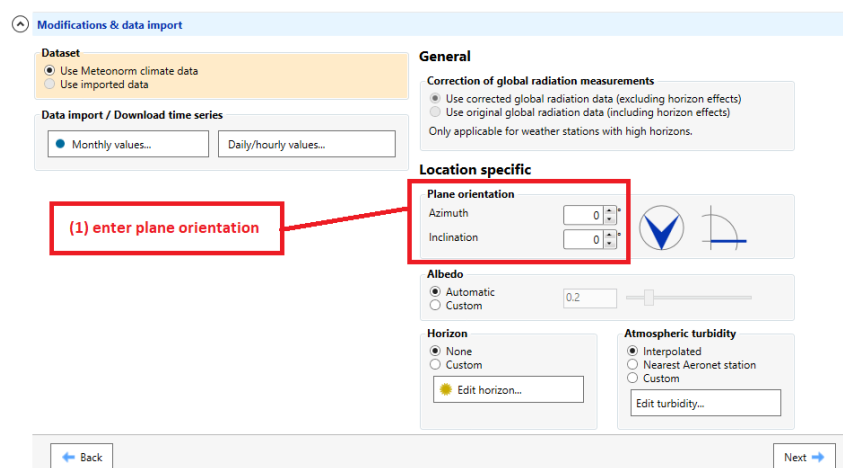 Modifications & data import
Dataset
Use Meteonorm climate data
Use imported data
Data import / Download time series
Monthly values...
Daily/hourly values...
(1) enter plane orientation
General
Correction of global radiation measurements
Use corrected global radiation data (excluding horizon effects)
Use original global radiation data (including horizon effects)
Only applicable for weather stations with high horizons.
Location specific
Plane orientation
Azimuth 0 °
Inclination 0 °
Albedo
Automatic 0.2
Custom
Horizon
None
Custom
Edit horizon...
Atmospheric turbidity
Interpolated
Nearest Aeronet station
Custom
Edit turbidity...
Back
Next